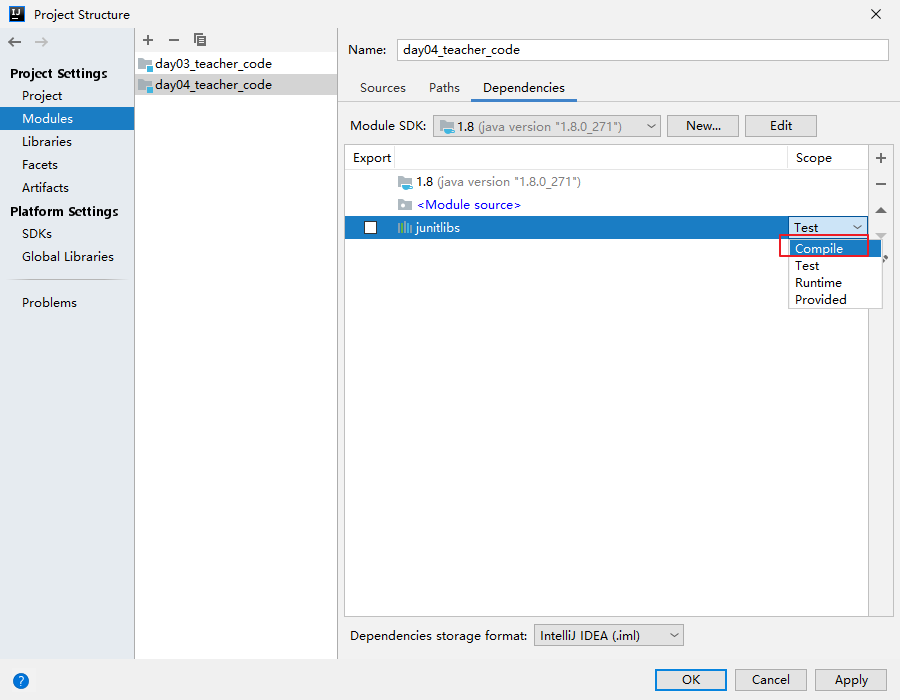 Project Structure
Project Settings
Project
Modules
Libraries
Facets
Artifacts
Platform Settings
SDKs
Global Libraries
Problems
day03_teacher_code
day04_teacher_code
Name: day04_teacher_code
Sources Paths Dependencies
Module SDK: 1.8 (java version "1.8.0_271") New... Edit
Export Scope
1.8 (java version "1.8.0_271")
<Module source>
junitlibs Test
Compile
Test
Runtime
Provided
Dependencies storage format: IntelliJ IDEA (.iml)
? OK Cancel Apply